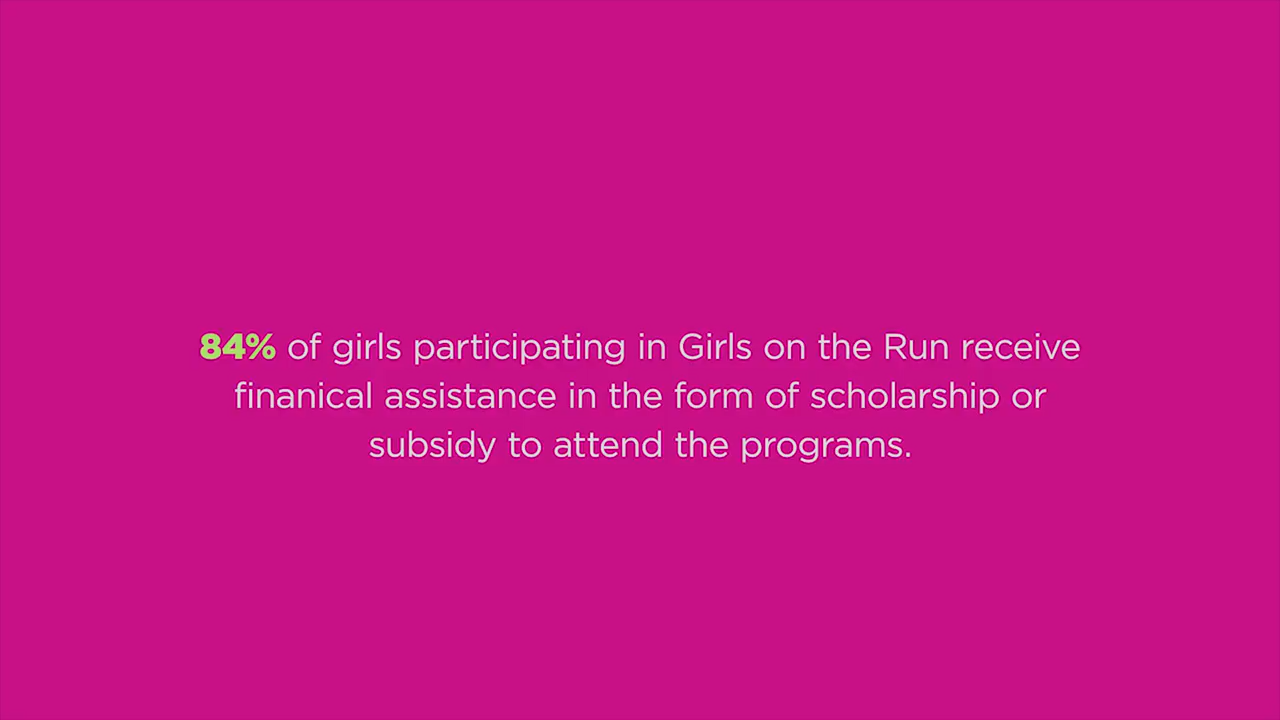 84% of girls participating in Girls on the Run receive
finanical assistance in the form of scholarship or
subsidy to attend the programs.